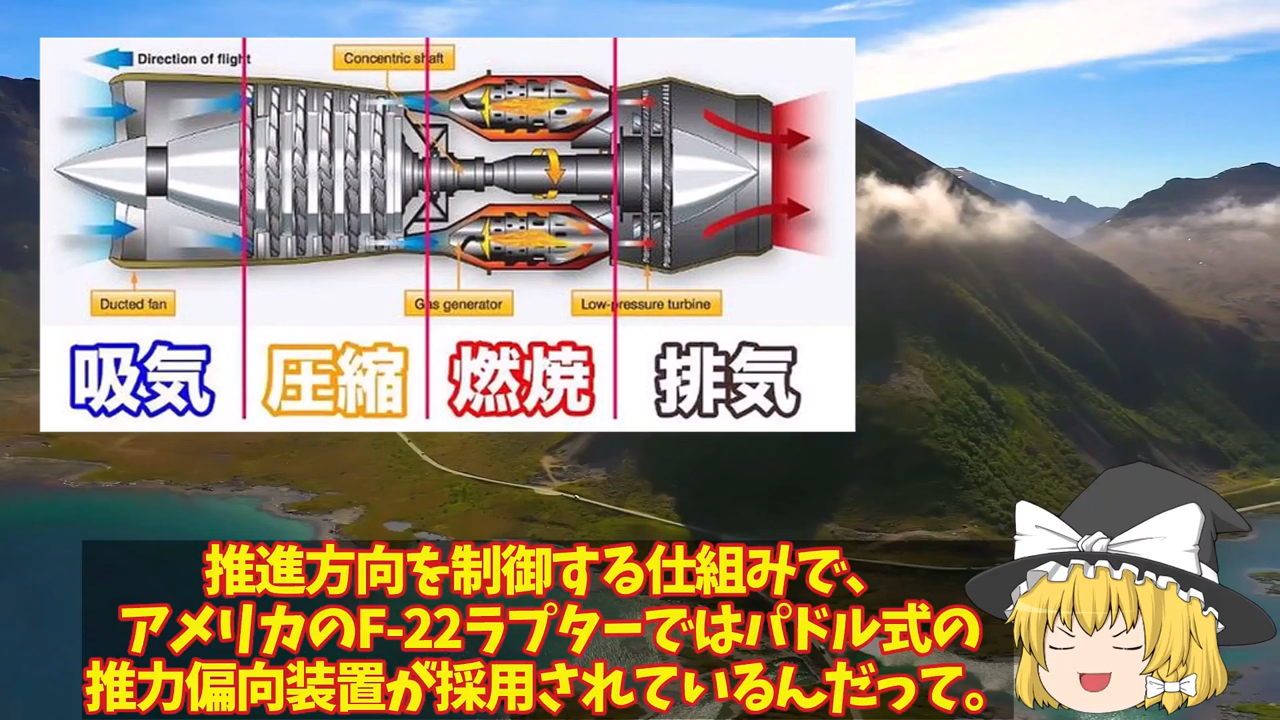 Direction of flight
Concentric shaft
Ducted fan
Gas generator
Low-pressure turbine
吸気
圧縮
燃焼
排気
推進方向を制御する仕組みで、
アメリカのF-22ラプターではパドル式の
推力偏向装置が採用されているんだって。